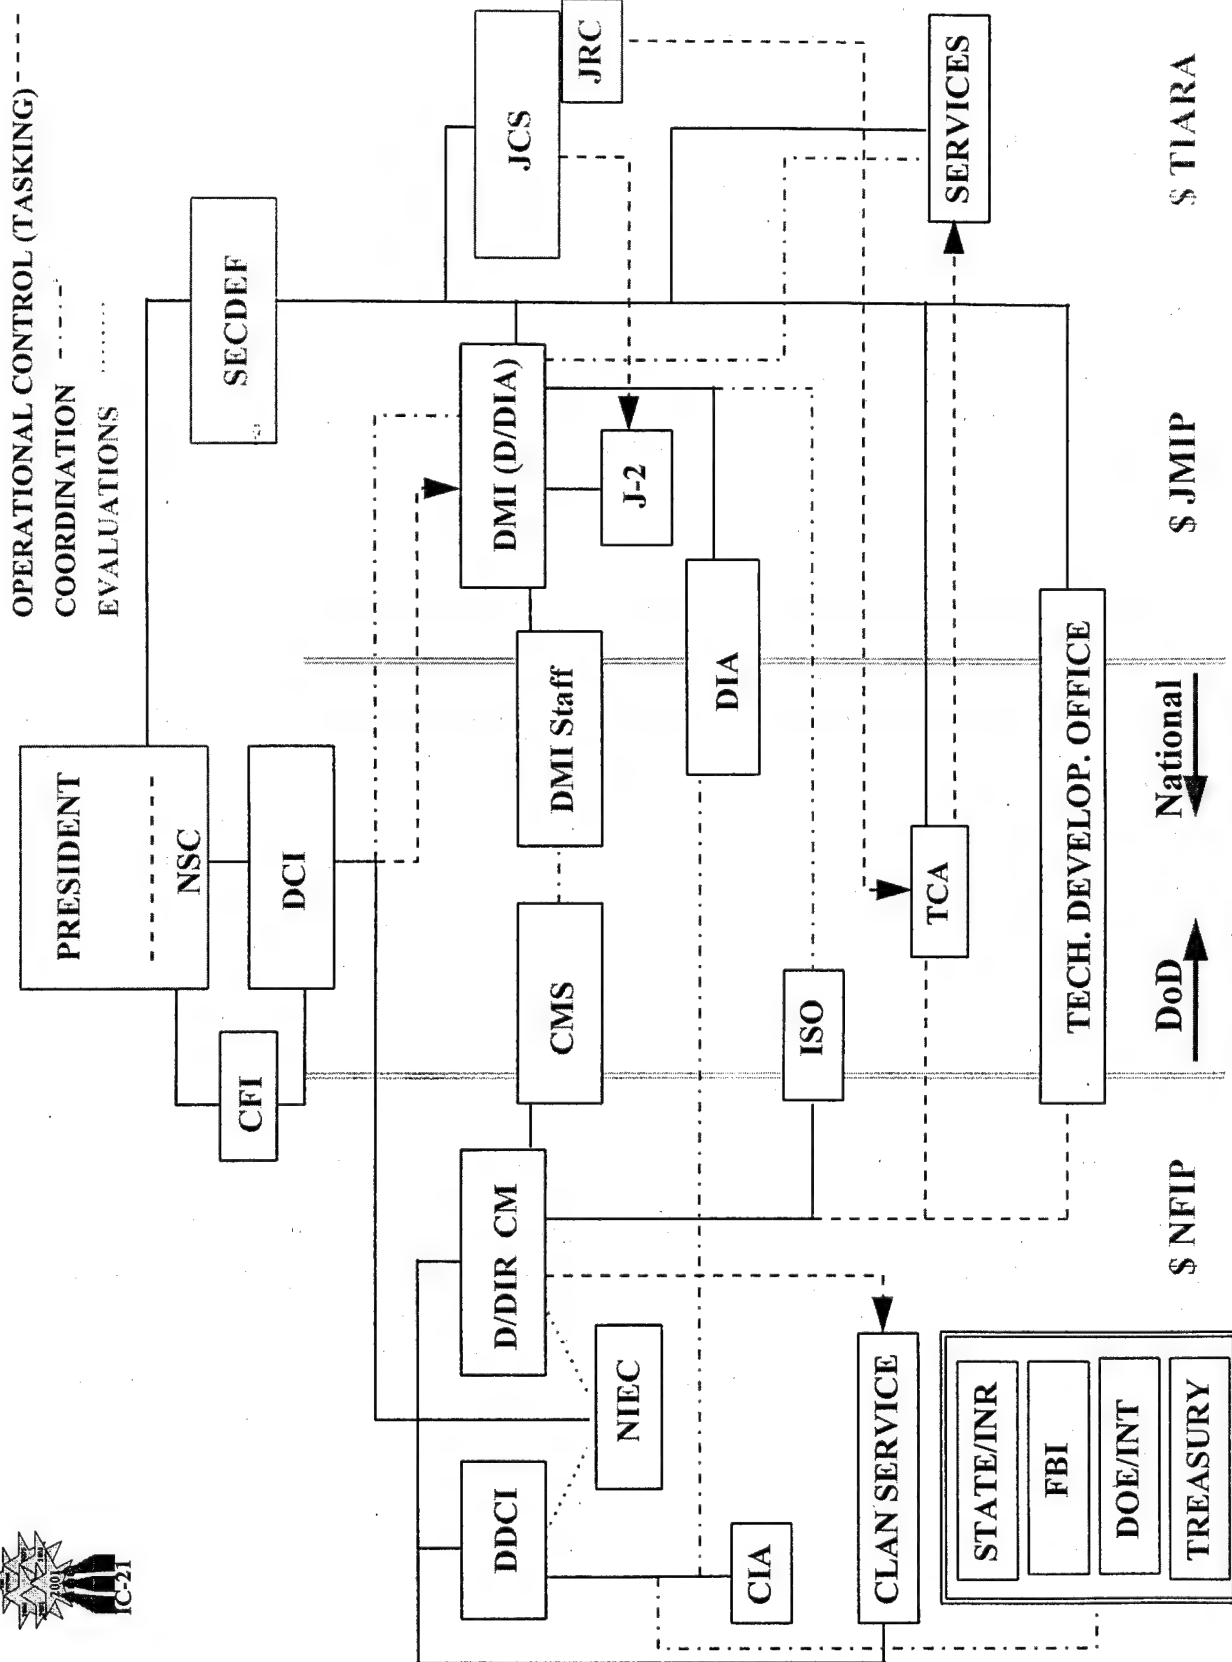 OPERATIONAL CONTROL (TASKING)
COORDINATION
EVALUATIONS
2001
IC-21
PRESIDENT
NSC
SECDEF
CFI
DCI
JCS
JRC
DDCI
D/DIR CM
DMI (D/DIA)
CMS
DMI Staff
NIEC
J-2
CIA
DIA
ISO
CLAN SERVICE
TCA
SERVICES
STATE/INR
FBI
DOE/INT
TREASURY
TECH. DEVELOP. OFFICE
DoD
National
$ NFIP
$ JMIP
$ TIARA